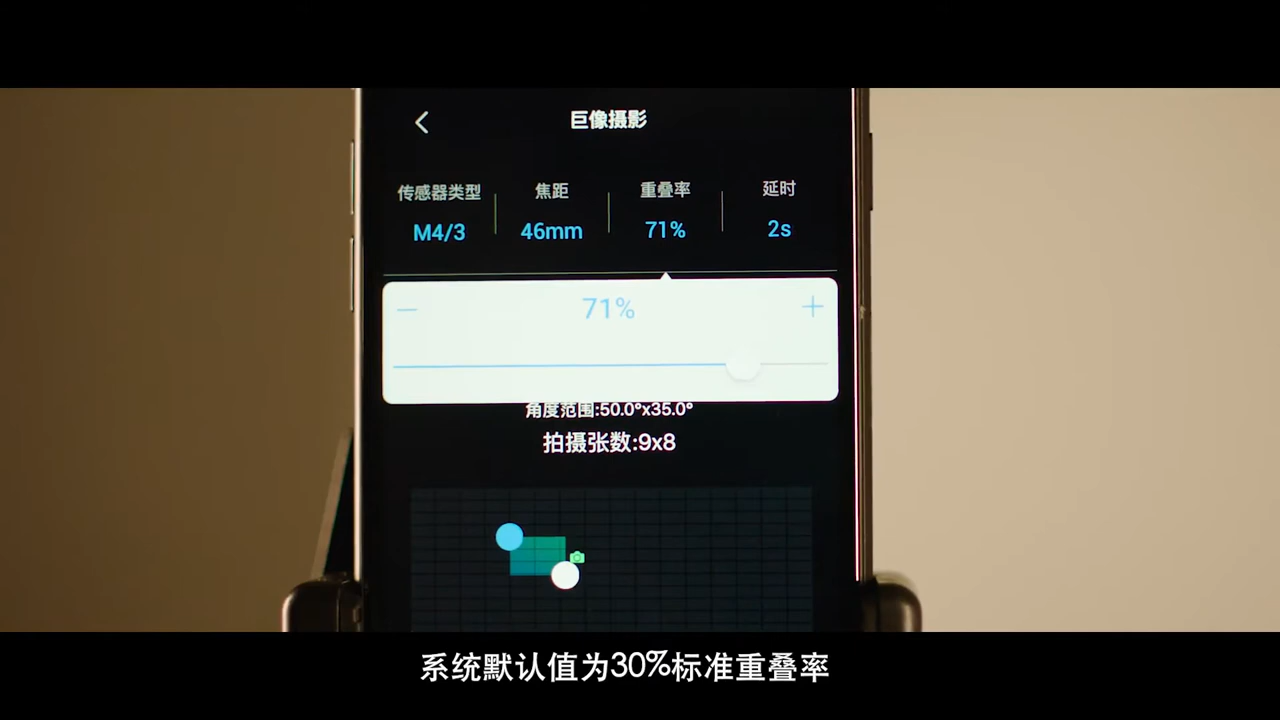 巨像摄影
传感器类型 焦距 重叠率 延时
M4/3 46mm 71% 2s
— 71% +
角度范围:50.0°x35.0°
拍摄张数:9x8
系统默认值为30%标准重叠率